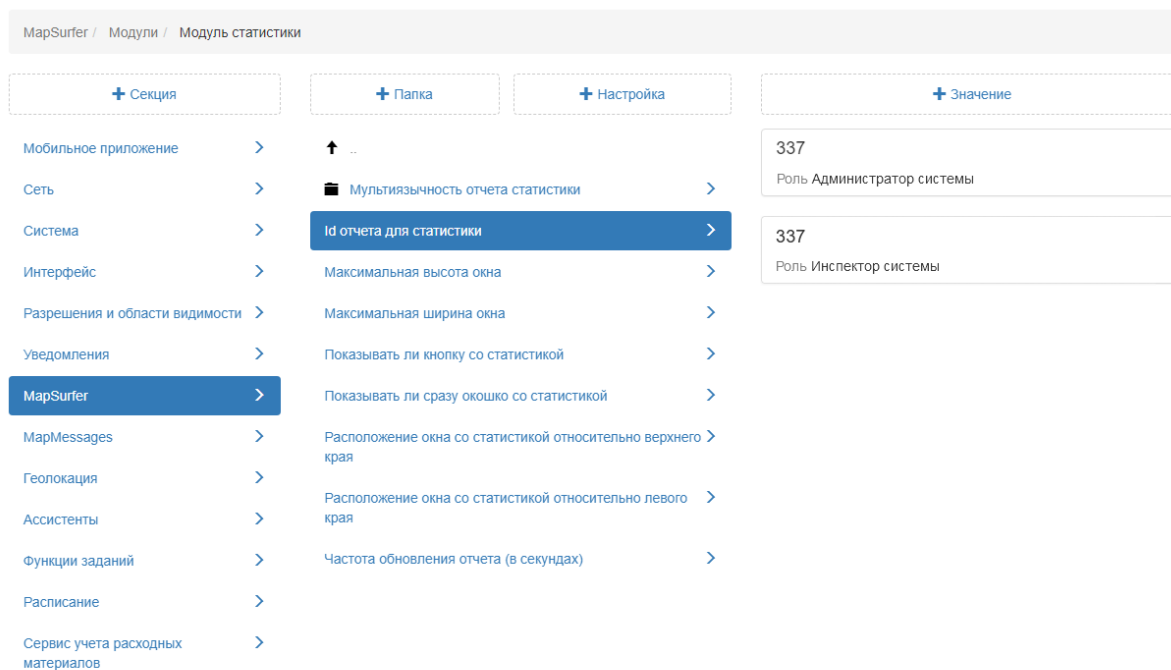 MapSurfer / Модули / Модуль статистики
+ Секция
+ Папка
+ Настройка
+ Значение
Мобильное приложение
Сеть
Система
Интерфейс
Разрешения и области видимости
Уведомления
MapSurfer
MapMessages
Геолокация
Ассистенты
Функции заданий
Расписание
Сервис учета расходных
материалов
..
Мультиязычность отчета статистики
Id отчета для статистики
Максимальная высота окна
Максимальная ширина окна
Показывать ли кнопку со статистикой
Показывать ли сразу окошко со статистикой
Расположение окна со статистикой относительно верхнего
края
Расположение окна со статистикой относительно левого
края
Частота обновления отчета (в секундах)
337
Роль Администратор системы
337
Роль Инспектор системы